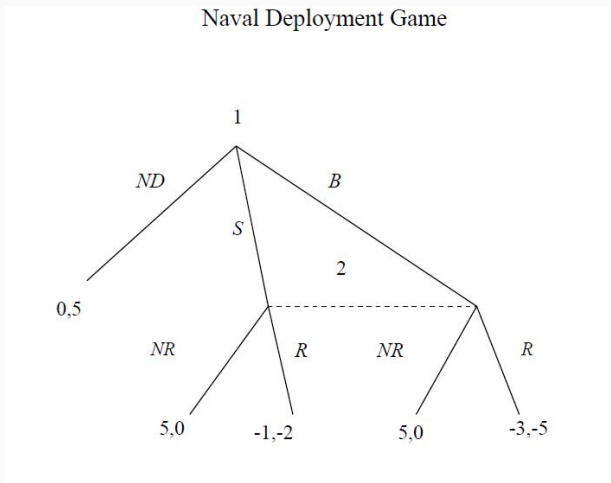 Naval Deployment Game
1
ND
B
S
2
0,5
NR
R
NR
R
5,0
-1,-2
5,0
-3,-5